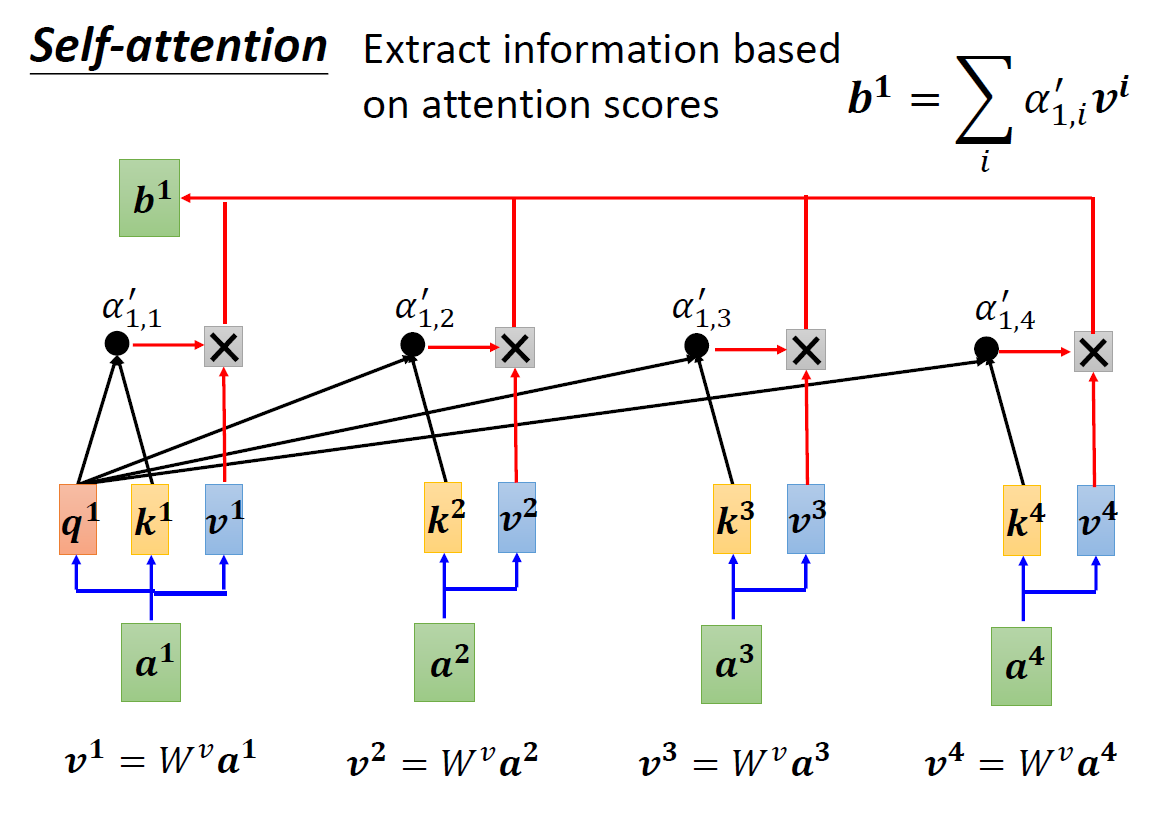 Self-attention
Extract information based
on attention scores
b¹ = ∑ᵢ α′₁,ᵢ vⁱ
b¹
α′₁,₁ α′₁,₂ α′₁,₃ α′₁,₄
q¹ k¹ v¹ k² v² k³ v³ k⁴ v⁴
a¹ a² a³ a⁴
v¹ = Wᵛa¹ v² = Wᵛa² v³ = Wᵛa³ v⁴ = Wᵛa⁴